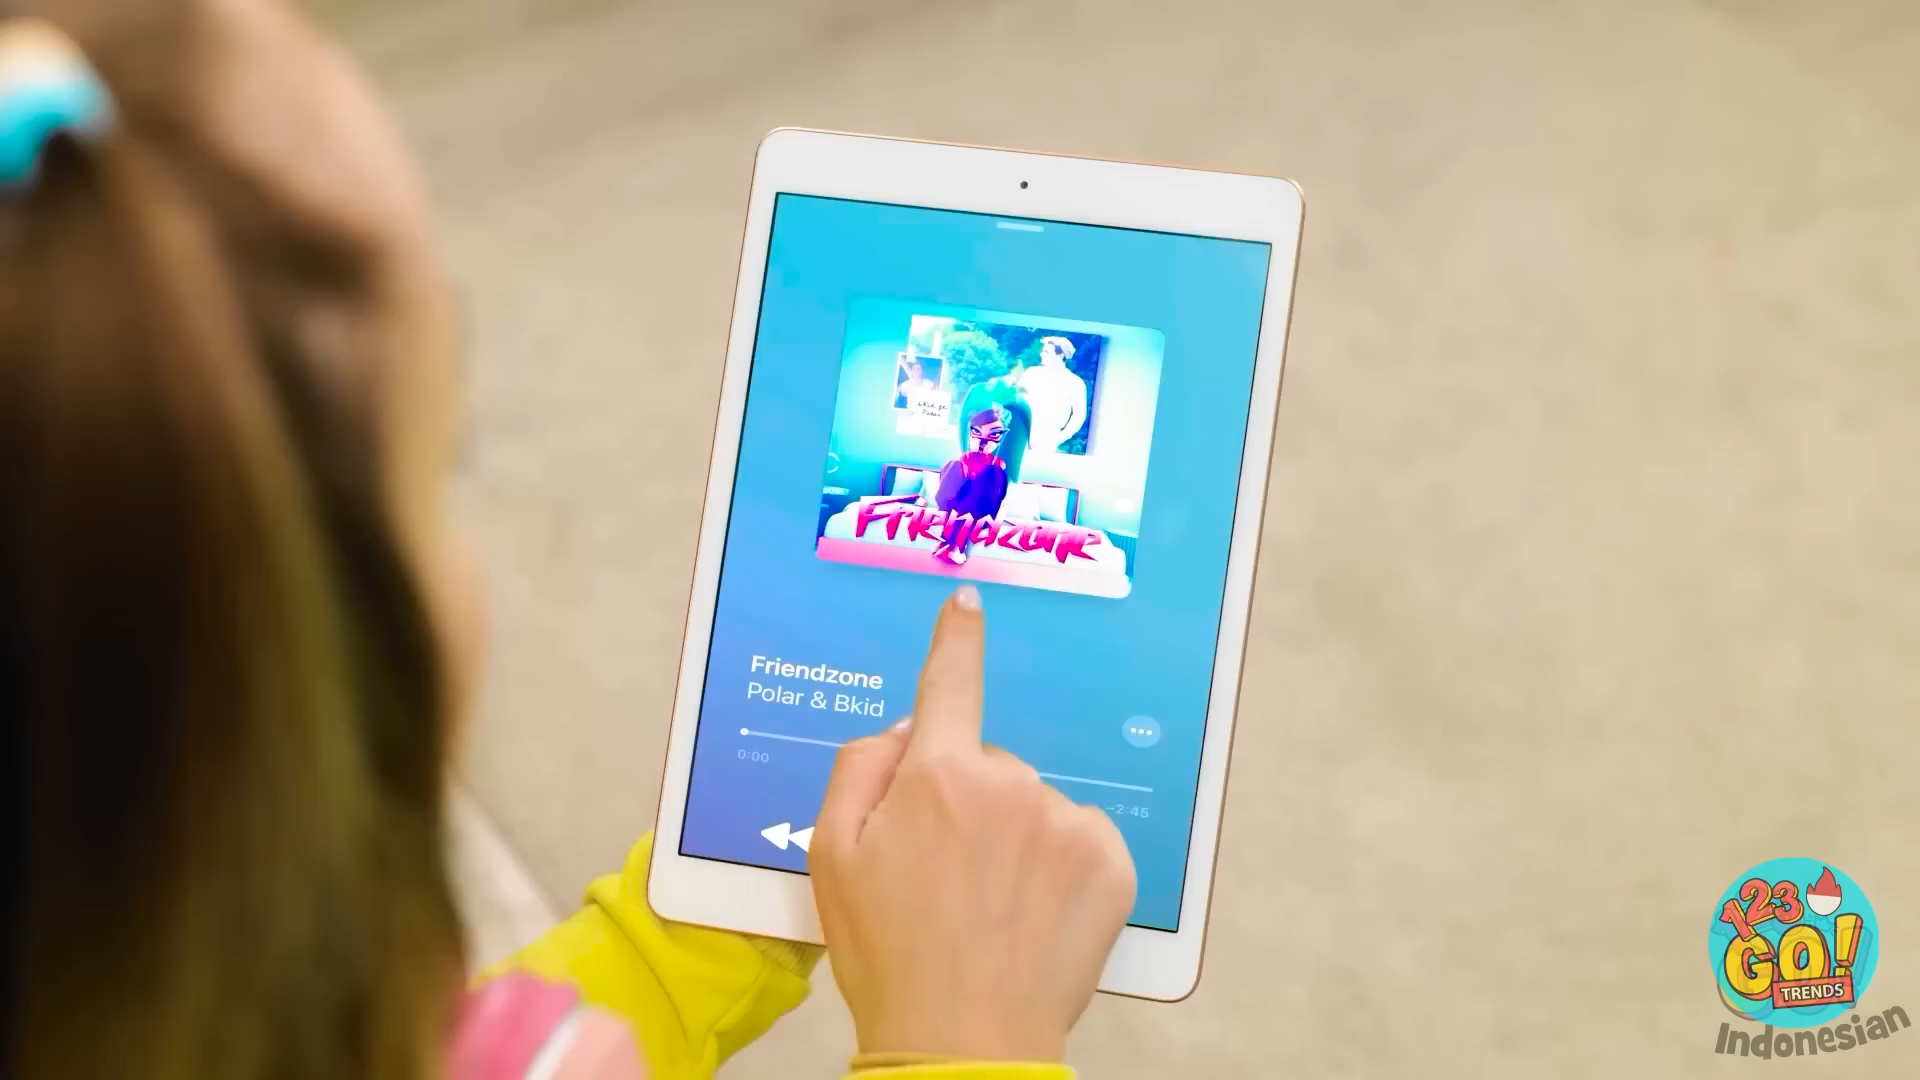 Friendzone
Friendzone
Polar & Bkid
0:00
-2:45
123
GO!
TRENDS
Indonesian